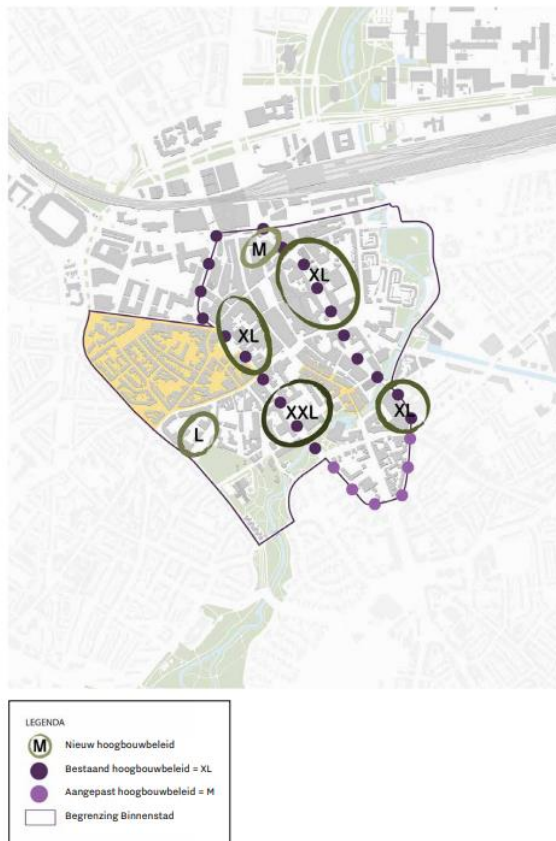 M
XL
XL
XXL
XL
L
LEGENDA
M Nieuw hoogbouwbeleid
Bestaand hoogbouwbeleid = XL
Aangepast hoogbouwbeleid = M
Begrenzing Binnenstad